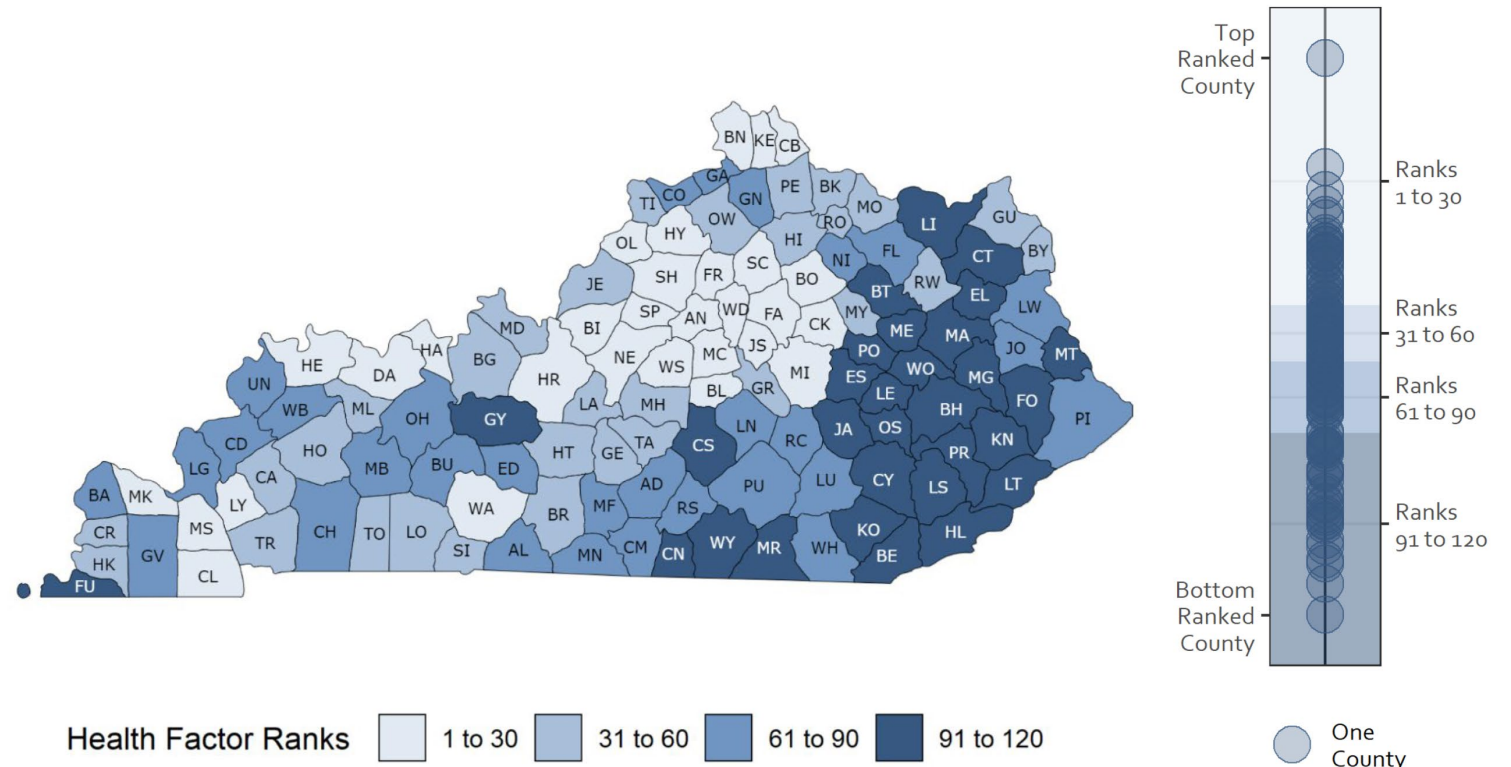 BN KE CB
GA
CO
TI
GN
PE
BK
MO
OW
RO
LI
GU
OL
HY
HI
NI
FL
CT
BY
JE
SH
FR
SC
BO
BT
RW
EL
LW
MD
BI
SP
AN
WD
FA
CK
MY
ME
MA
JO
MT
HE
DA
HA
BG
HR
NE
WS
MC
JS
MI
PO
WO
MG
UN
WB
ML
OH
GY
LA
MH
BL
GR
ES
LE
BH
FO
PI
CD
HO
HT
GE
TA
CS
LN
RC
JA
OS
KN
PR
LG
CA
MB
BU
ED
AD
PU
LU
CY
LS
LT
BA
MK
LY
WA
BR
MF
RS
KO
HL
CR
MS
TR
CH
TO
LO
SI
AL
MN
CM
CN
WY
MR
WH
BE
HK
GV
CL
FU
Top
Ranked
County
Ranks
1 to 30
Ranks
31 to 60
Ranks
61 to 90
Ranks
91 to 120
Bottom
Ranked
County
Health Factor Ranks 1 to 30 31 to 60 61 to 90 91 to 120
One
County